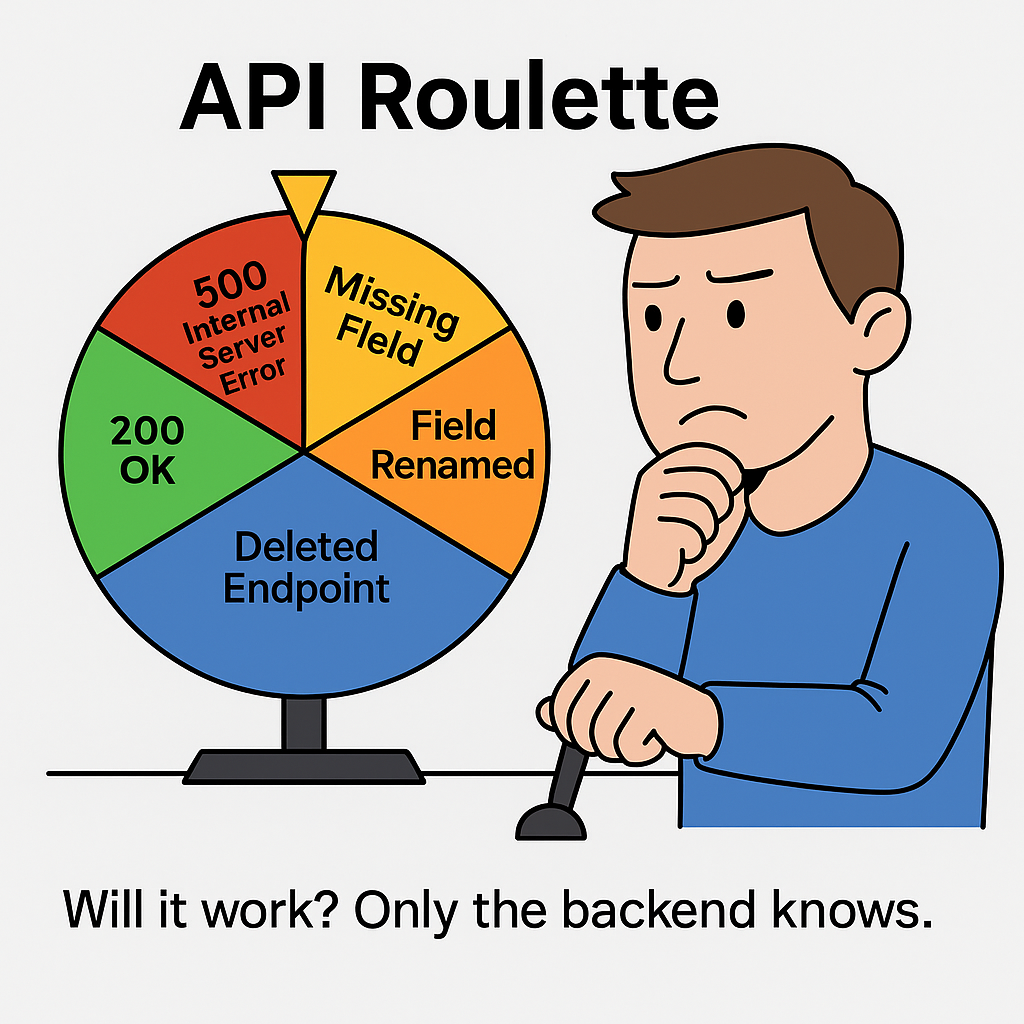 API Roulette
500
Internal
Server
Error
Missing
Field
200
OK
Field
Renamed
Deleted
Endpoint
Will it work? Only the backend knows.